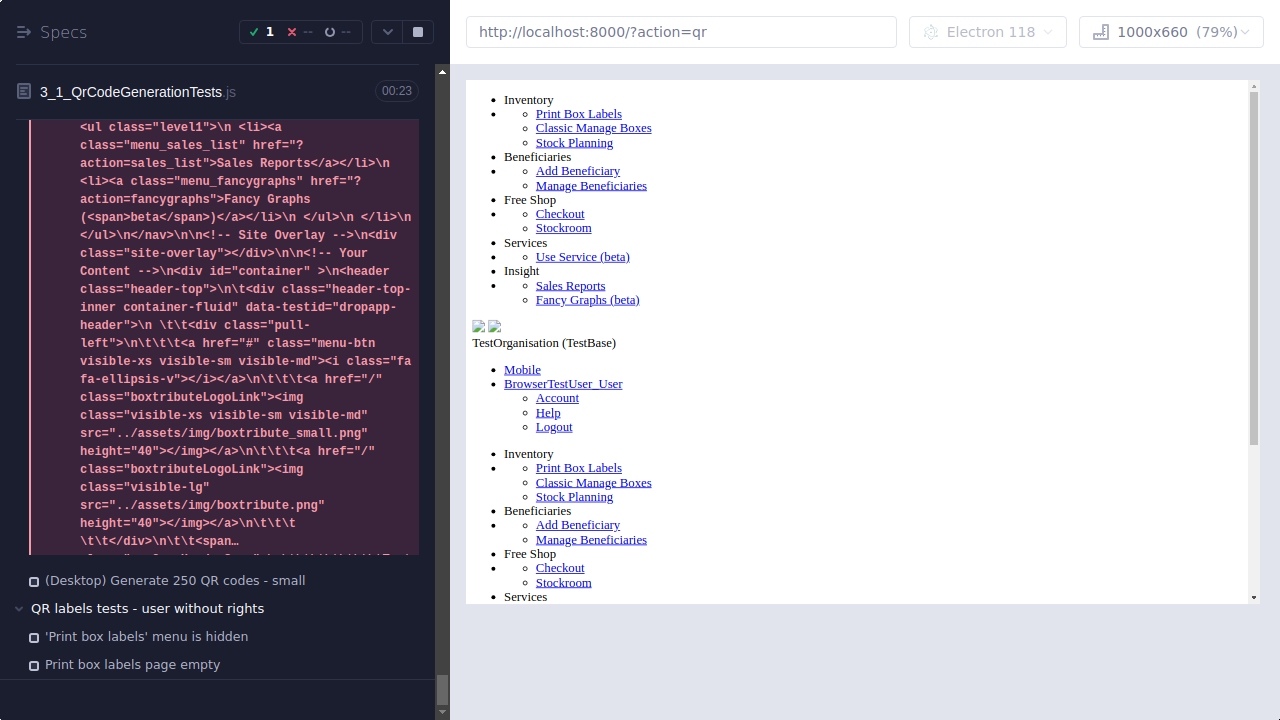 Specs
1
--
--
http://localhost:8000/?action=qr
Electron 118
1000x660 (79%)
3_1_QrCodeGenerationTests.js
00:23
<ul class="level1">\n <li><a
class="menu_sales_list" href="?
action=sales_list">Sales Reports</a></li>\n
<li><a class="menu_fancygraphs" href="?
action=fancygraphs">Fancy Graphs
(<span>beta</span>)</a></li>\n </ul>\n </li>\n
</ul>\n</nav>\n\n<!-- Site Overlay -->\n<div
class="site-overlay"></div>\n\n<!-- Your
Content -->\n<div id="container" >\n<header
class="header-top">\n\t<div class="header-top-
inner container-fluid" data-testid="dropapp-
header">\n \t\t<div class="pull-
left">\n\t\t\t<a href="#" class="menu-btn
visible-xs visible-sm visible-md"><i class="fa
fa-ellipsis-v"></i></a>\n\t\t\t<a href="/"
class="boxtributeLogoLink"><img
class="visible-xs visible-sm visible-md"
src="../assets/img/boxtribute_small.png"
height="40"></img></a>\n\t\t\t<a href="/"
class="boxtributeLogoLink"><img
class="visible-lg"
src="../assets/img/boxtribute.png"
height="40"></img></a>\n\t\t\t
\t\t</div>\n\t\t<span…
(Desktop) Generate 250 QR codes - small
QR labels tests - user without rights
'Print box labels' menu is hidden
Print box labels page empty
Inventory
Print Box Labels
Classic Manage Boxes
Stock Planning
Beneficiaries
Add Beneficiary
Manage Beneficiaries
Free Shop
Checkout
Stockroom
Services
Use Service (beta)
Insight
Sales Reports
Fancy Graphs (beta)
TestOrganisation (TestBase)
Mobile
BrowserTestUser_User
Account
Help
Logout
Inventory
Print Box Labels
Classic Manage Boxes
Stock Planning
Beneficiaries
Add Beneficiary
Manage Beneficiaries
Free Shop
Checkout
Stockroom
Services